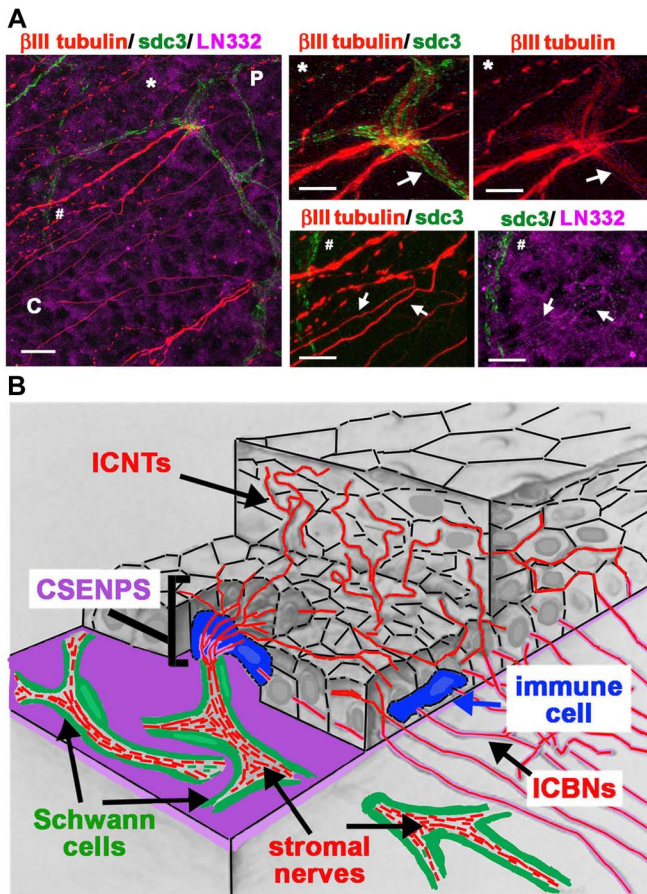 A
βIII tubulin/sdc3/LN332
βIII tubulin/sdc3
βIII tubulin
*
P
*
*
#
C
βIII tubulin/sdc3
sdc3/LN332
#
#
B
ICNTs
CSENPS
immune
cell
ICBNs
Schwann
cells
stromal
nerves